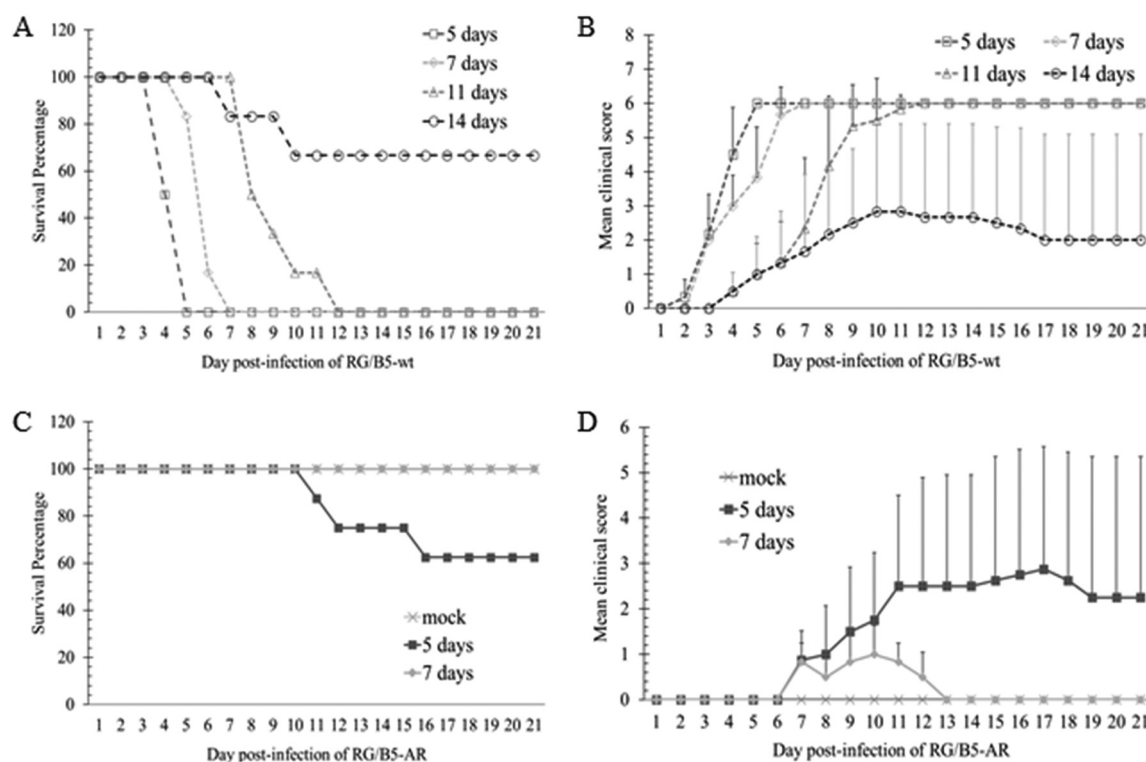 A
120
100
80
60
40
20
0
Survival Percentage
5 days
7 days
11 days
14 days
1 2 3 4 5 6 7 8 9 10 11 12 13 14 15 16 17 18 19 20 21
Day post-infection of RG/B5-wt
B
8
7
6
5
4
3
2
1
0
Mean clinical score
5 days 7 days
11 days 14 days
1 2 3 4 5 6 7 8 9 10 11 12 13 14 15 16 17 18 19 20 21
Day post-infection of RG/B5-wt
C
120
100
80
60
40
20
0
Survival Percentage
mock
5 days
7 days
1 2 3 4 5 6 7 8 9 10 11 12 13 14 15 16 17 18 19 20 21
Day post-infection of RG/B5-AR
D
6
5
4
3
2
1
0
Mean clinical score
mock
5 days
7 days
1 2 3 4 5 6 7 8 9 10 11 12 13 14 15 16 17 18 19 20 21
Day post-infection of RG/B5-AR